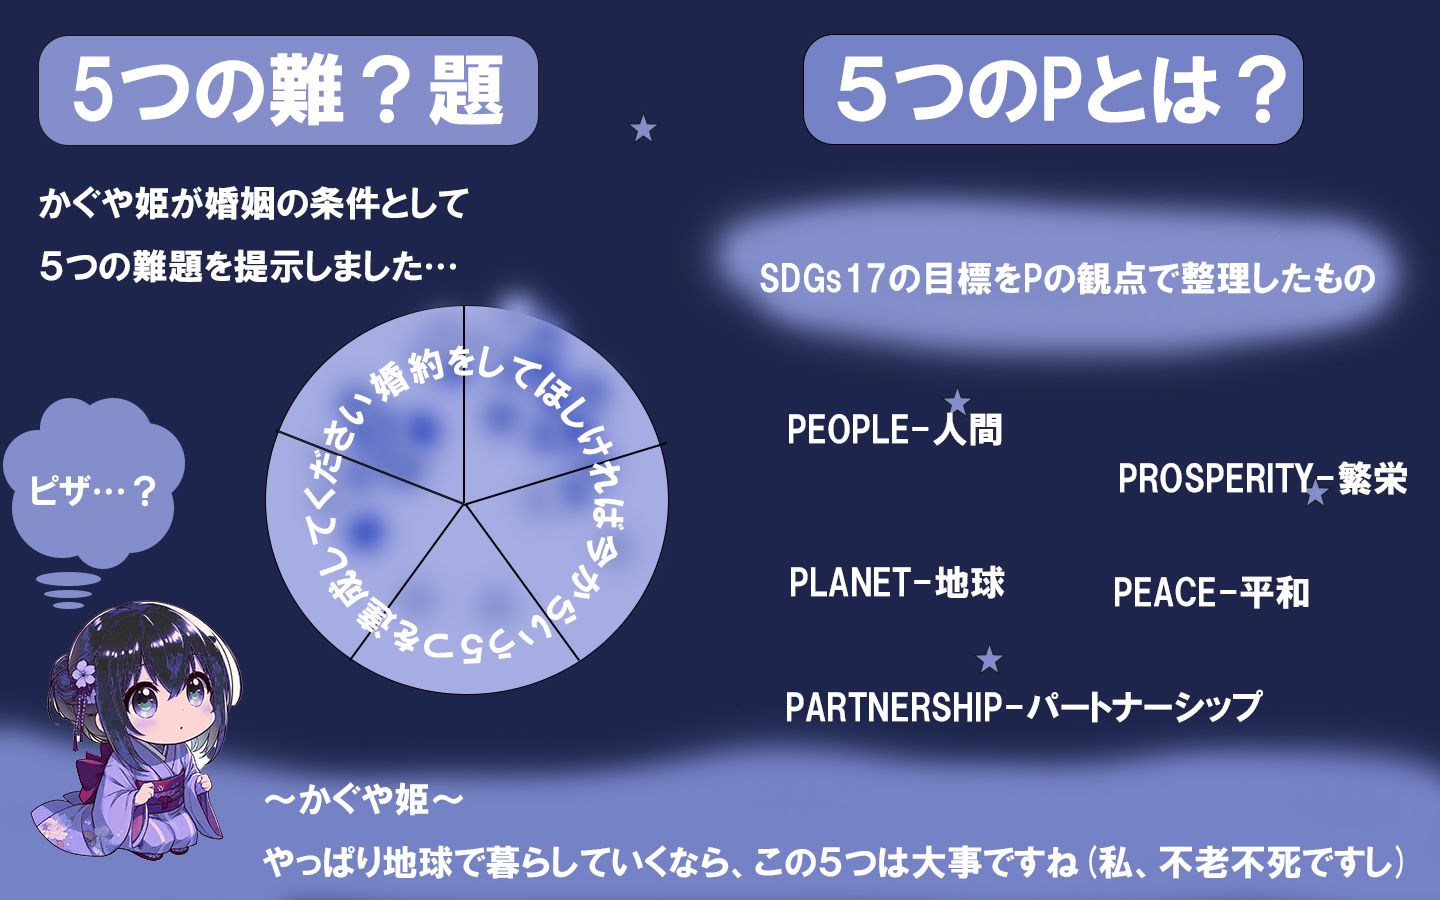 5つの難？題
かぐや姫が婚姻の条件として
５つの難題を提示しました…
婚約をしてほしければ今からいう５つを達成してください
ピザ…？
５つのPとは？
SDGs17の目標をPの観点で整理したもの
PEOPLE-人間
PROSPERITY-繁栄
PLANET-地球
PEACE-平和
PARTNERSHIP-パートナーシップ
～かぐや姫～
やっぱり地球で暮らしていくなら、この５つは大事ですね(私、不老不死ですし)